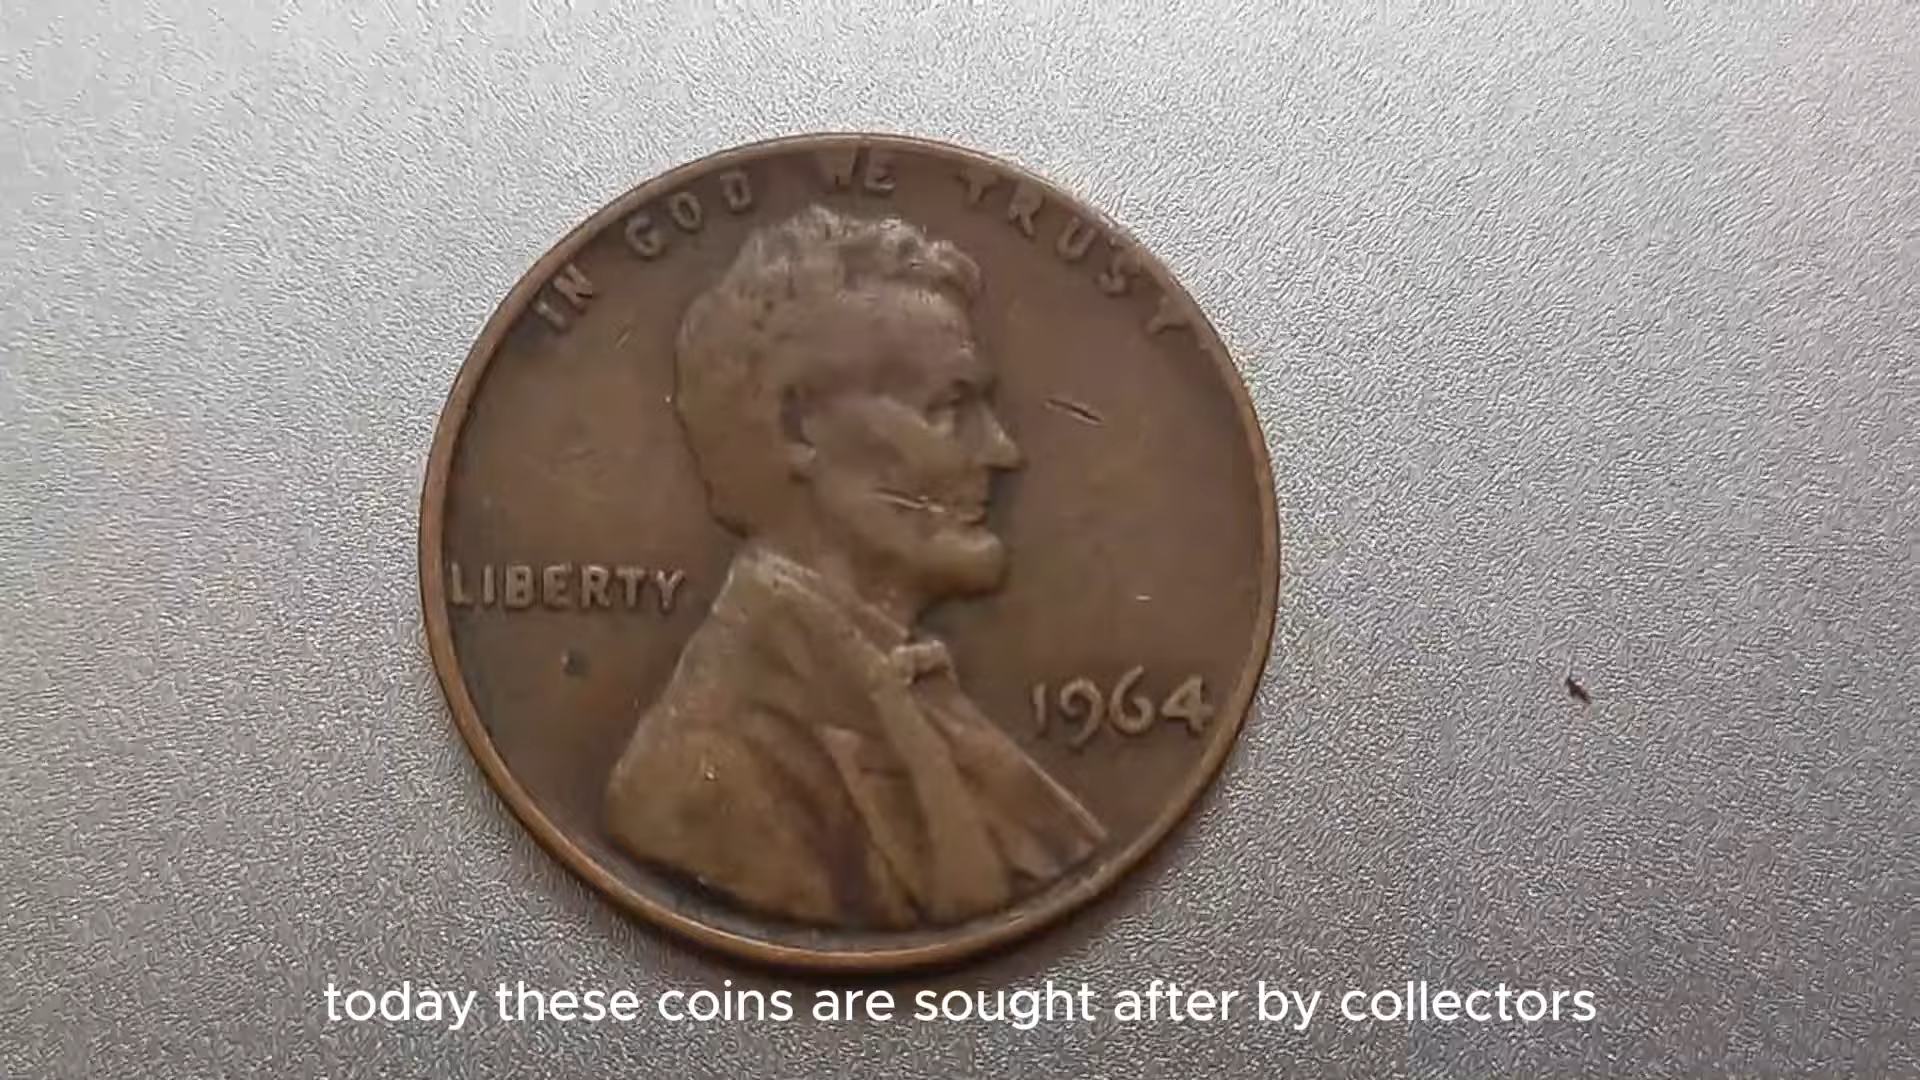 IN GOD WE TRUST
LIBERTY
1964
today these coins are sought after by collectors